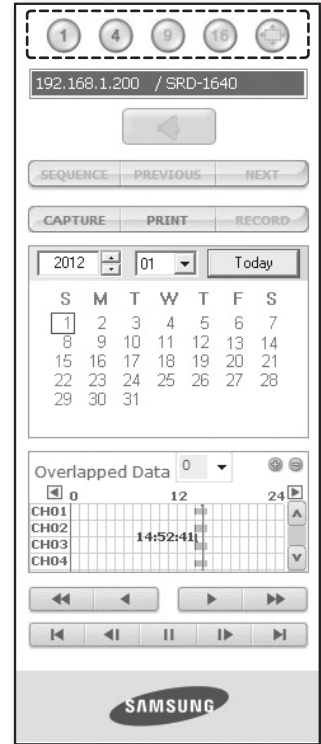 1 4 9 16
192.168.1.200 / SRD-1640
SEQUENCE PREVIOUS NEXT
CAPTURE PRINT RECORD
2012 01 Today
S M T W T F S
1 2 3 4 5 6 7
8 9 10 11 12 13 14
15 16 17 18 19 20 21
22 23 24 25 26 27 28
29 30 31
Overlapped Data 0
0 12 24
CH01
CH02
14:52:41
CH03
CH04
SAMSUNG